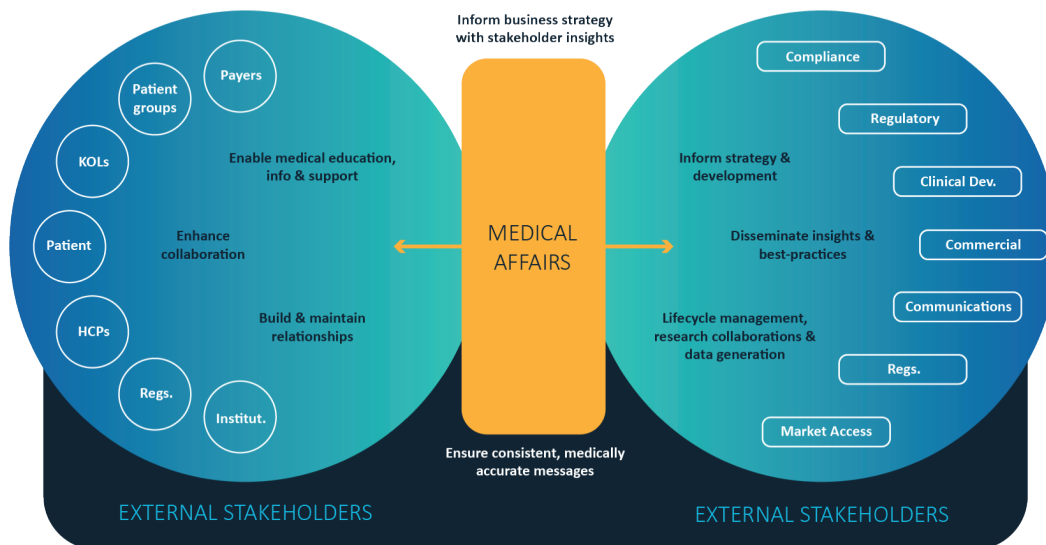 Inform business strategy
with stakeholder insights
Payers
Patient
groups
KOLs
Patient
HCPs
Regs.
Institut.
Enable medical education,
info & support
Enhance
collaboration
Build & maintain
relationships
MEDICAL
AFFAIRS
Inform strategy &
development
Disseminate insights &
best-practices
Lifecycle management,
research collaborations &
data generation
Compliance
Regulatory
Clinical Dev.
Commercial
Communications
Regs.
Market Access
Ensure consistent, medically
accurate messages
EXTERNAL STAKEHOLDERS
EXTERNAL STAKEHOLDERS